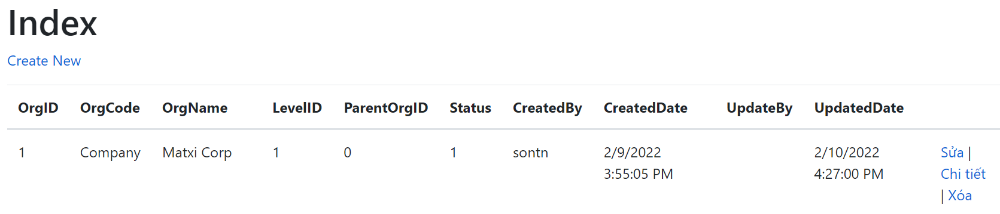 Index
Create New
OrgID OrgCode OrgName LevelID ParentOrgID Status CreatedBy CreatedDate UpdateBy UpdatedDate
1 Company Matxi Corp 1 0 1 sontn 2/9/2022 2/10/2022 Sửa |
3:55:05 PM 4:27:00 PM Chi tiết
| Xóa